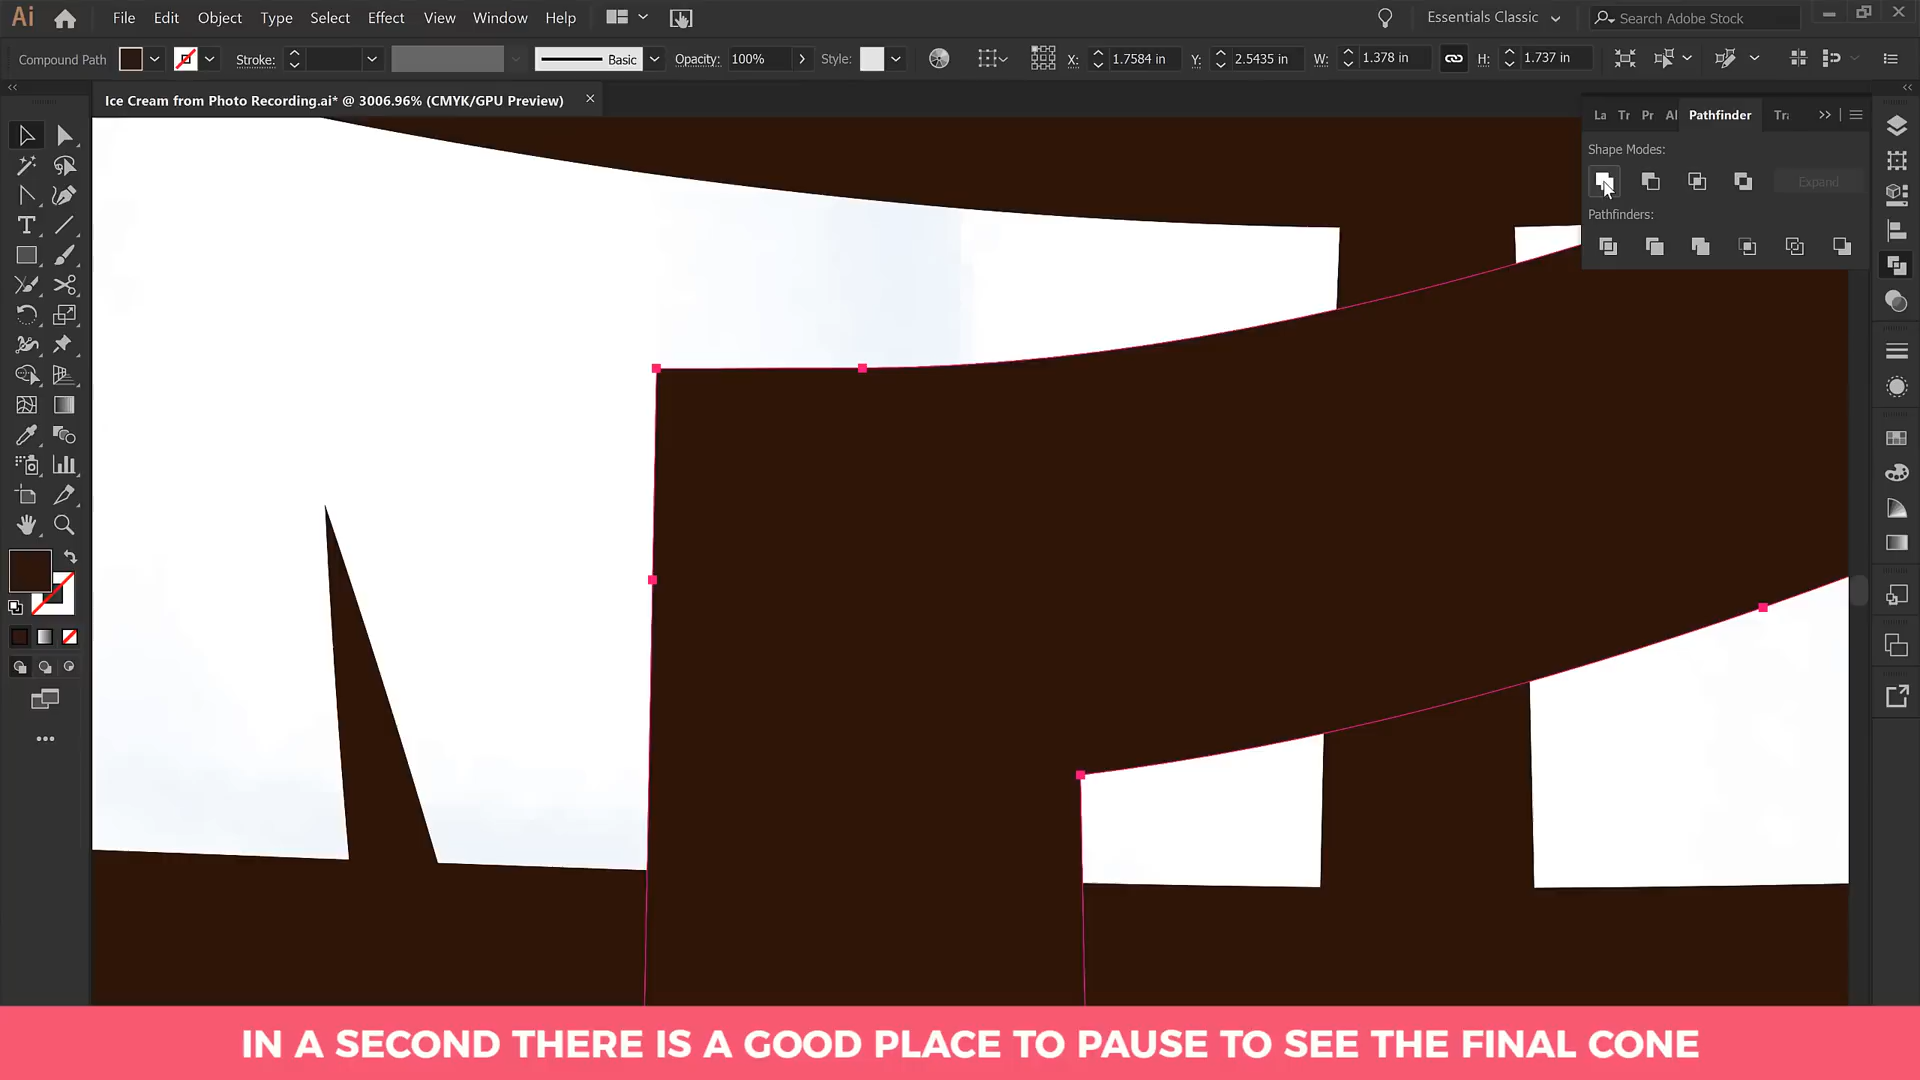 Ai File Edit Object Type Select Effect View Window Help Essentials Classic Search Adobe Stock
Compound Path Stroke: Basic Opacity: 100% Style: X: 1.7584 in Y: 2.5435 in W: 1.378 in H: 1.737 in
Ice Cream from Photo Recording.ai* @ 3006.96% (CMYK/GPU Preview)
La Tr Pr Al Pathfinder Tra
Shape Modes:
Expand
Pathfinders:
IN A SECOND THERE IS A GOOD PLACE TO PAUSE TO SEE THE FINAL CONE